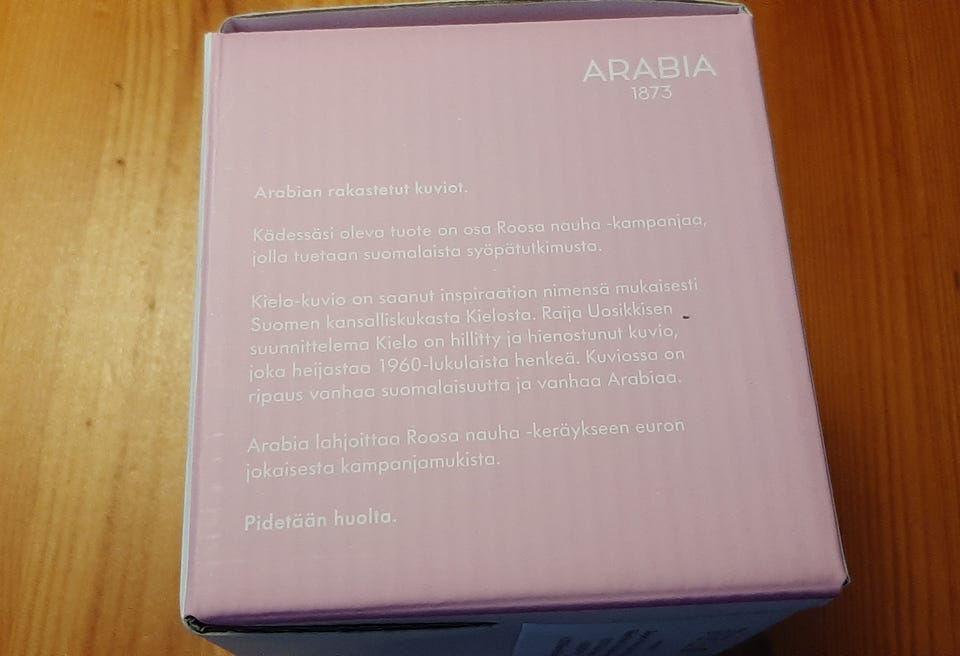 ARABIA
1873
Arabian rakastetut kuviot.
Kädessäsi oleva tuote on osa Roosa nauha -kampanjaa,
jolla tuetaan suomalaista syöpätutkimusta.
Kielo-kuvio on saanut inspiraation nimensä mukaisesti
Suomen kansalliskukasta Kielosta. Raija Uosikkisen
suunnittelema Kielo on hillitty ja hienostunut kuvio,
joka heijastaa 1960-lukulaista henkeä. Kuviossa on
ripaus vanhaa suomalaisuutta ja vanhaa Arabiaa.
Arabia lahjoittaa Roosa nauha -keräykseen euron
jokaisesta kampanjamukista.
Pidetään huolta.